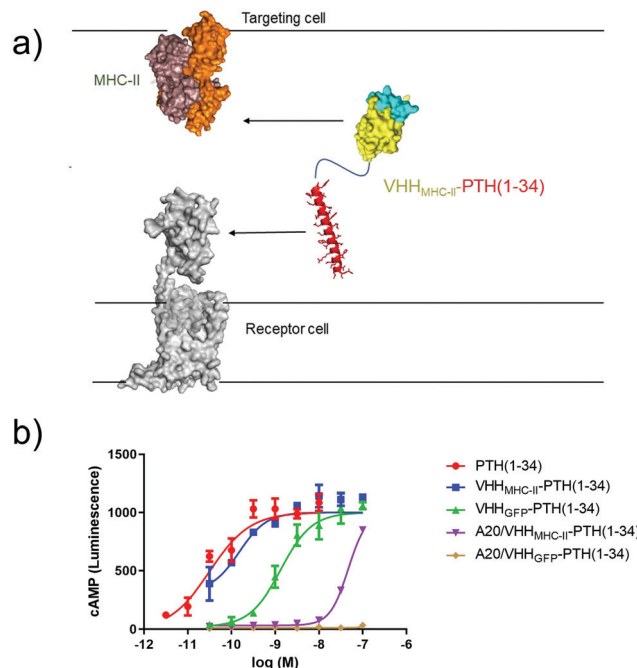 a)
Targeting cell
MHC-II
VHHMHC-II-PTH(1-34)
Receptor cell
b)
cAMP (Luminescence)
1500
1000
500
0
-12 -11 -10 -9 -8 -7 -6
log (M)
PTH(1-34)
VHHMHC-II-PTH(1-34)
VHHGFP-PTH(1-34)
A20/VHHMHC-II-PTH(1-34)
A20/VHHGFP-PTH(1-34)